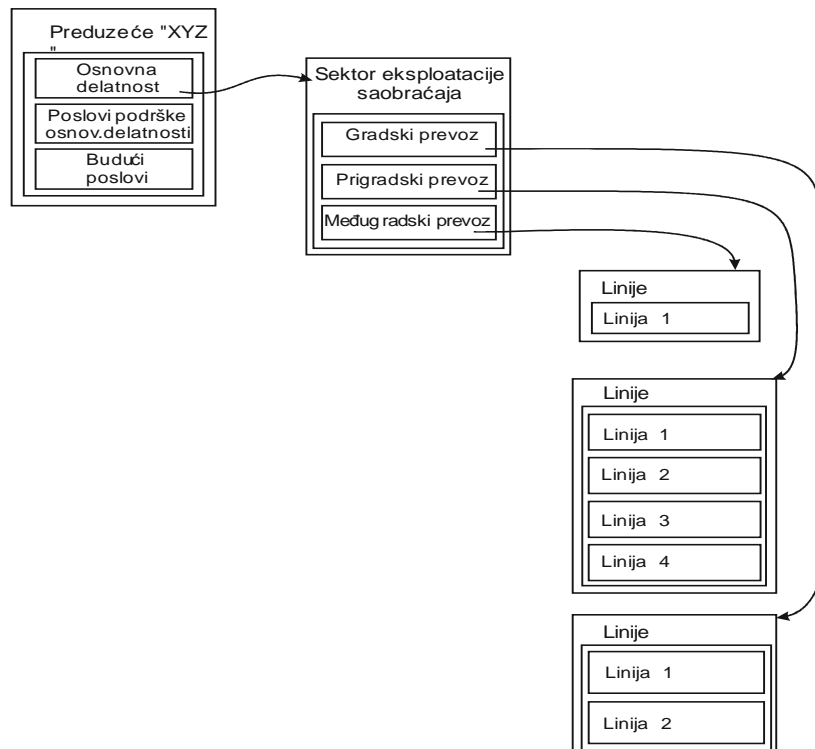 Preduzeće "XYZ
"
Osnovna
delatnost
Poslovi podrške
osnov.delatnosti
Budući
poslovi
Sektor eksploatacije
saobraćaja
Gradski prevoz
Prigradski prevoz
Međugradski prevoz
Linije
Linija 1
Linije
Linija 1
Linija 2
Linija 3
Linija 4
Linije
Linija 1
Linija 2